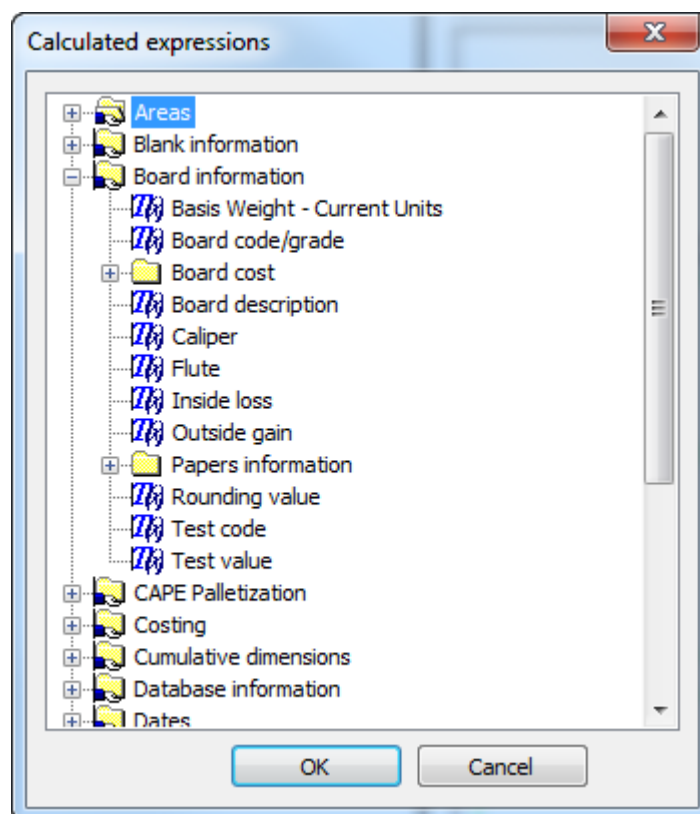 Calculated expressions
Areas
Blank information
Board information
Basis Weight - Current Units
Board code/grade
Board cost
Board description
Caliper
Flute
Inside loss
Outside gain
Papers information
Rounding value
Test code
Test value
CAPE Palletization
Costing
Cumulative dimensions
Database information
Dates
OK Cancel